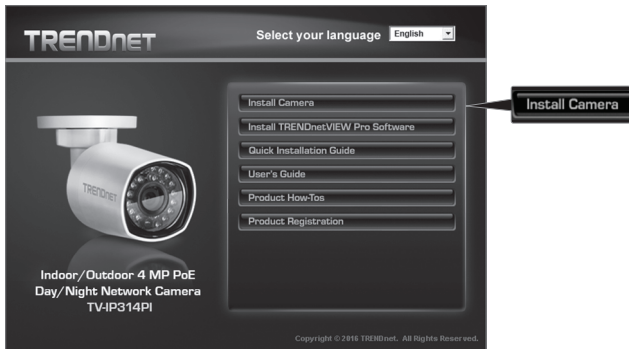 TRENDnet
Select your language English
Install Camera
Install TRENDnetVIEW Pro Software
Quick Installation Guide
User's Guide
Product How-Tos
Product Registration
Install Camera
TRENDnet
Indoor/Outdoor 4 MP PoE
Day/Night Network Camera
TV-IP314PI
Copyright © 2016 TRENDnet. All Rights Reserved.